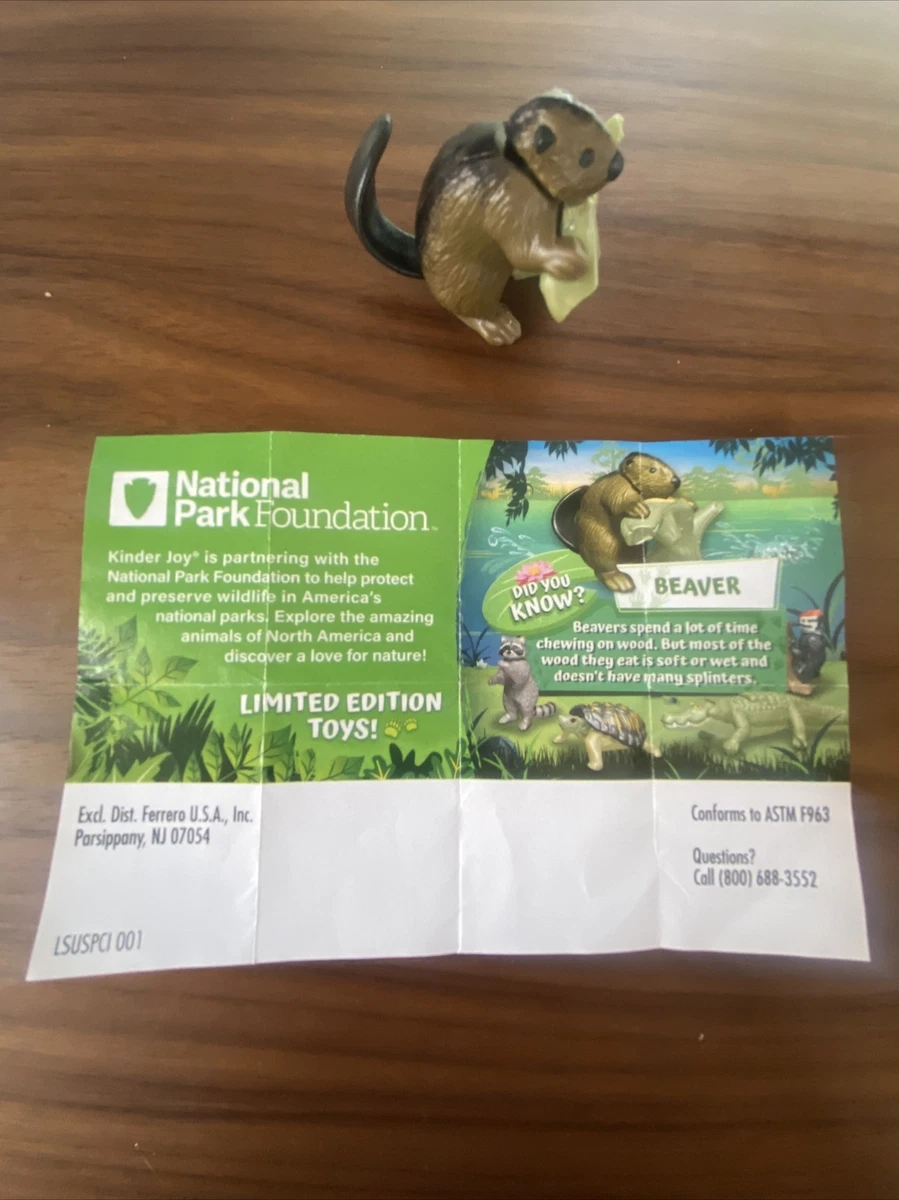 National
Park Foundation™
Kinder Joy® is partnering with the
National Park Foundation to help protect
and preserve wildlife in America's
national parks. Explore the amazing
animals of North America and
discover a love for nature!
LIMITED EDITION
TOYS!
DID YOU
KNOW?
BEAVER
Beavers spend a lot of time
chewing on wood. But most of the
wood they eat is soft or wet and
doesn't have many splinters.
Excl. Dist. Ferrero U.S.A., Inc.
Parsippany, NJ 07054
LSUSPCI 001
Conforms to ASTM F963
Questions?
Call (800) 688-3552